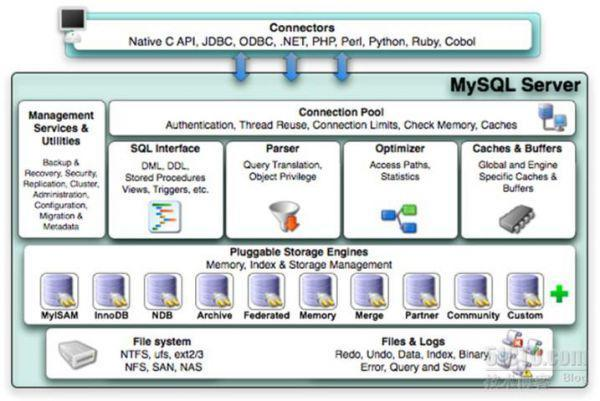 Connectors
Native C API, JDBC, ODBC, .NET, PHP, Perl, Python, Ruby, Cobol
MySQL Server
Management
Services &
Utilities
Backup &
Recovery, Security,
Replication, Cluster,
Administration,
Configuration,
Migration &
Metadata
Connection Pool
Authentication, Thread Reuse, Connection Limits, Check Memory, Caches
SQL Interface
DML, DDL,
Stored Procedures
Views, Triggers, etc.
Parser
Query Translation,
Object Privilege
Optimizer
Access Paths,
Statistics
Caches & Buffers
Global and Engine
Specific Caches &
Buffers
Pluggable Storage Engines
Memory, Index & Storage Management
MyISAM
InnoDB
NDB
Archive
Federated
Memory
Merge
Partner
Community
Custom
File system
NTFS, ufs, ext2/3
NFS, SAN, NAS
Files & Logs
Redo, Undo, Data, Index, Binary,
Error, Query and Slow
技术博客 Blog